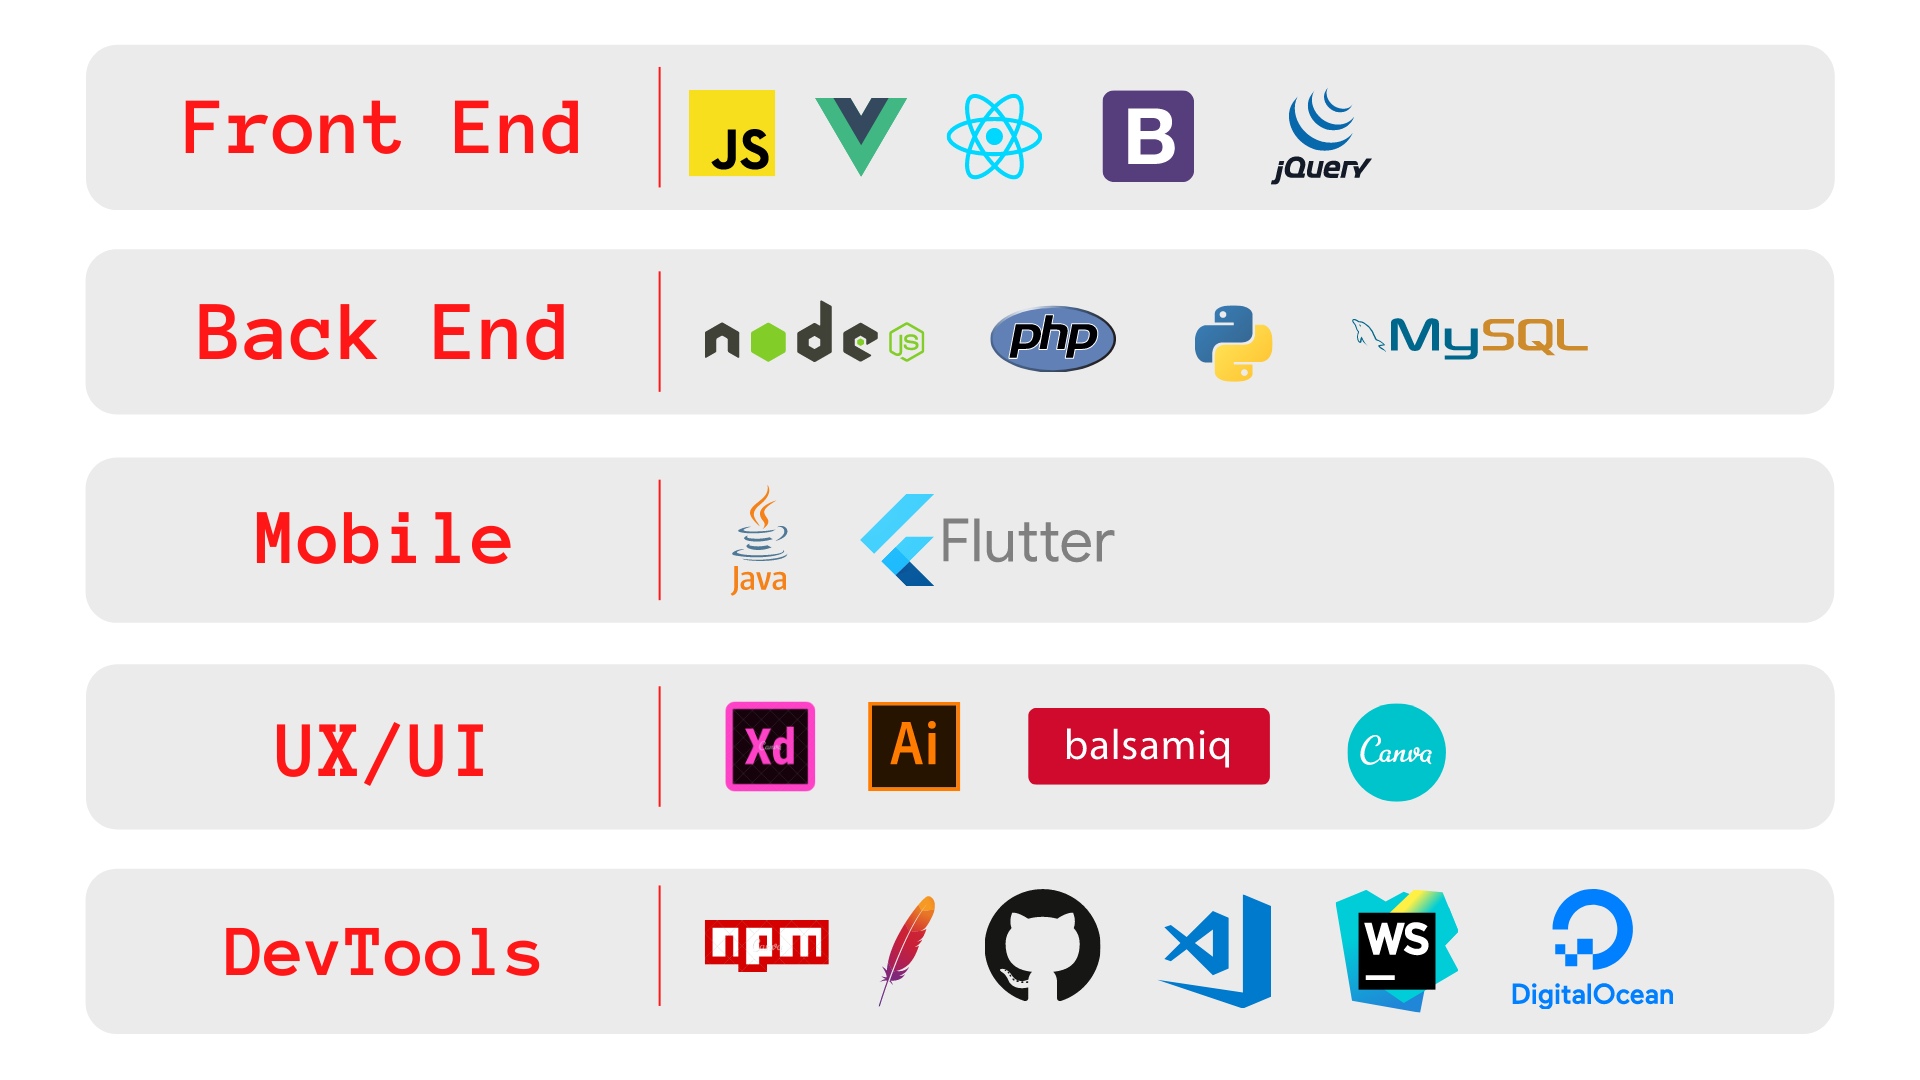 Front End
JS
B
jQuery
Back End
node JS
php
MySQL
Mobile
Java
Flutter
UX/UI
Xd
Ai
balsamiq
Canva
DevTools
npm
WS
DigitalOcean